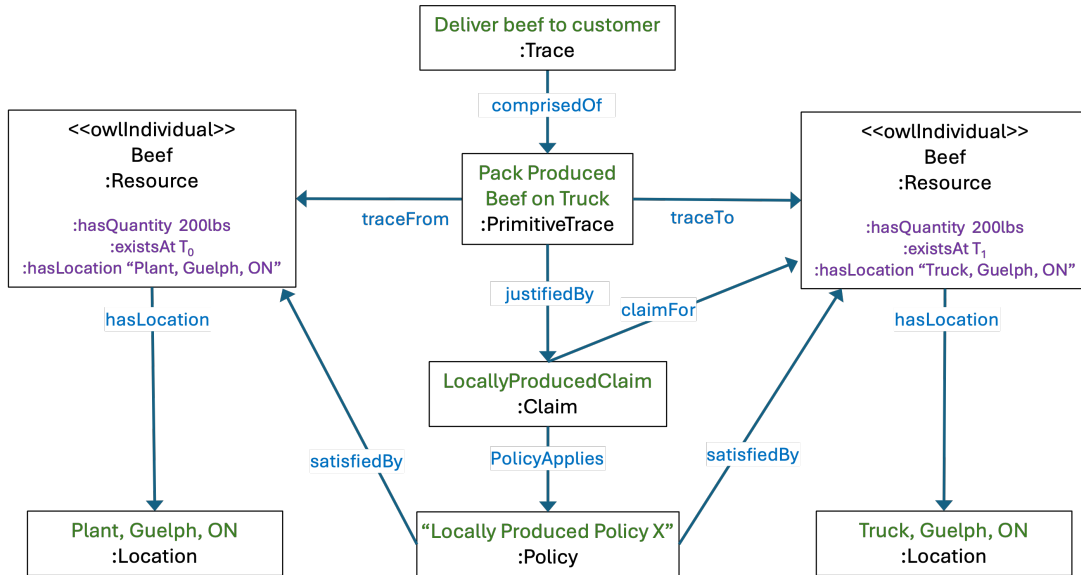 Deliver beef to customer
:Trace
comprisedOf
<<owlIndividual>>
Beef
:Resource
:hasQuantity 200lbs
:existsAt T₀
:hasLocation “Plant, Guelph, ON”
Pack Produced
Beef on Truck
:PrimitiveTrace
<<owlIndividual>>
Beef
:Resource
:hasQuantity 200lbs
:existsAt T₁
:hasLocation “Truck, Guelph, ON”
traceFrom
traceTo
justifiedBy
claimFor
hasLocation
hasLocation
LocallyProducedClaim
:Claim
satisfiedBy
PolicyApplies
satisfiedBy
Plant, Guelph, ON
:Location
“Locally Produced Policy X”
:Policy
Truck, Guelph, ON
:Location